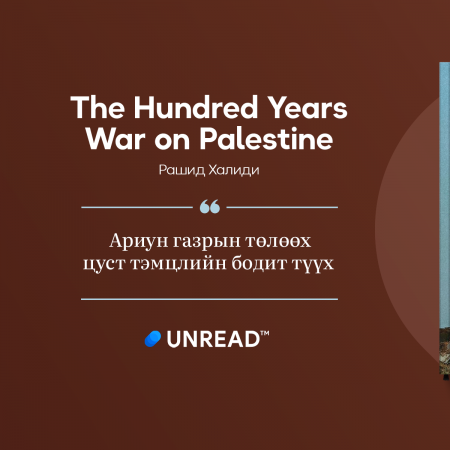 The Hundred Years
War on Palestine
Рашид Халиди
❝
Ариун газрын төлөөх
цуст тэмцлийн бодит түүх
UNREAD™